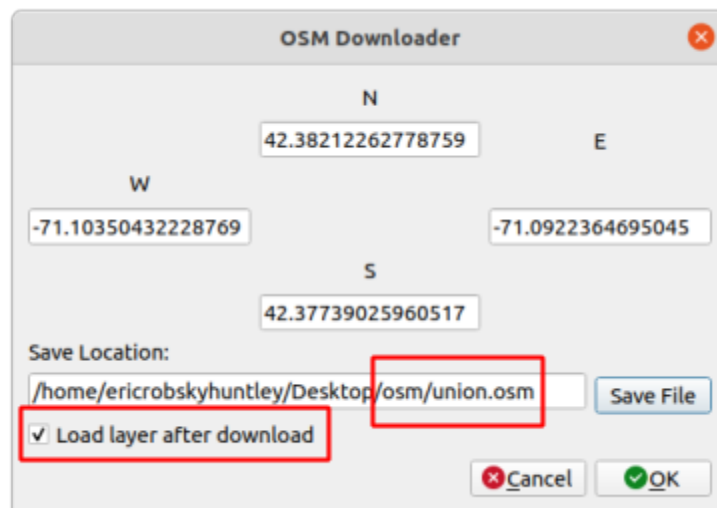 OSM Downloader
N
42.38212262778759
E
W
-71.10350432228769
-71.0922364695045
S
42.37739025960517
Save Location:
/home/ericrobskyhuntley/Desktop/osm/union.osm
Save File
Load layer after download
Cancel
OK